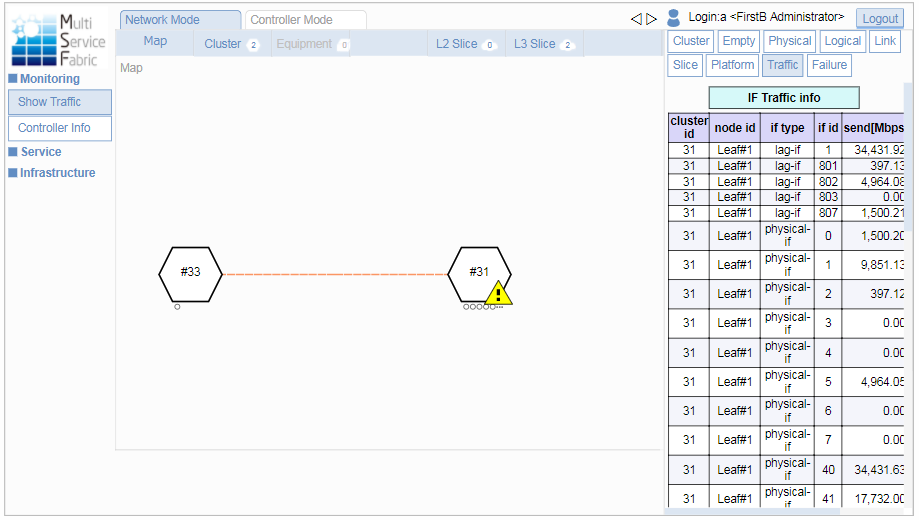 Multi
Service
Fabric
Network Mode
Controller Mode
Login:a <FirstB Administrator>
Logout
Map
Cluster 2
Equipment 0
L2 Slice 0
L3 Slice 2
Map
Monitoring
Show Traffic
Controller Info
Service
Infrastructure
#33
#31
Cluster Empty Physical Logical Link
Slice Platform Traffic Failure
IF Traffic info
cluster id node id if type if id send[Mbps
31 Leaf#1 lag-if 1 34,431.92
31 Leaf#1 lag-if 801 397.13
31 Leaf#1 lag-if 802 4,964.08
31 Leaf#1 lag-if 803 0.00
31 Leaf#1 lag-if 807 1,500.21
31 Leaf#1 physical-if 0 1,500.20
31 Leaf#1 physical-if 1 9,851.13
31 Leaf#1 physical-if 2 397.12
31 Leaf#1 physical-if 3 0.00
31 Leaf#1 physical-if 4 0.00
31 Leaf#1 physical-if 5 4,964.05
31 Leaf#1 physical-if 6 0.00
31 Leaf#1 physical-if 7 0.00
31 Leaf#1 physical-if 40 34,431.63
31 Leaf#1 physical-if 41 17,732.00